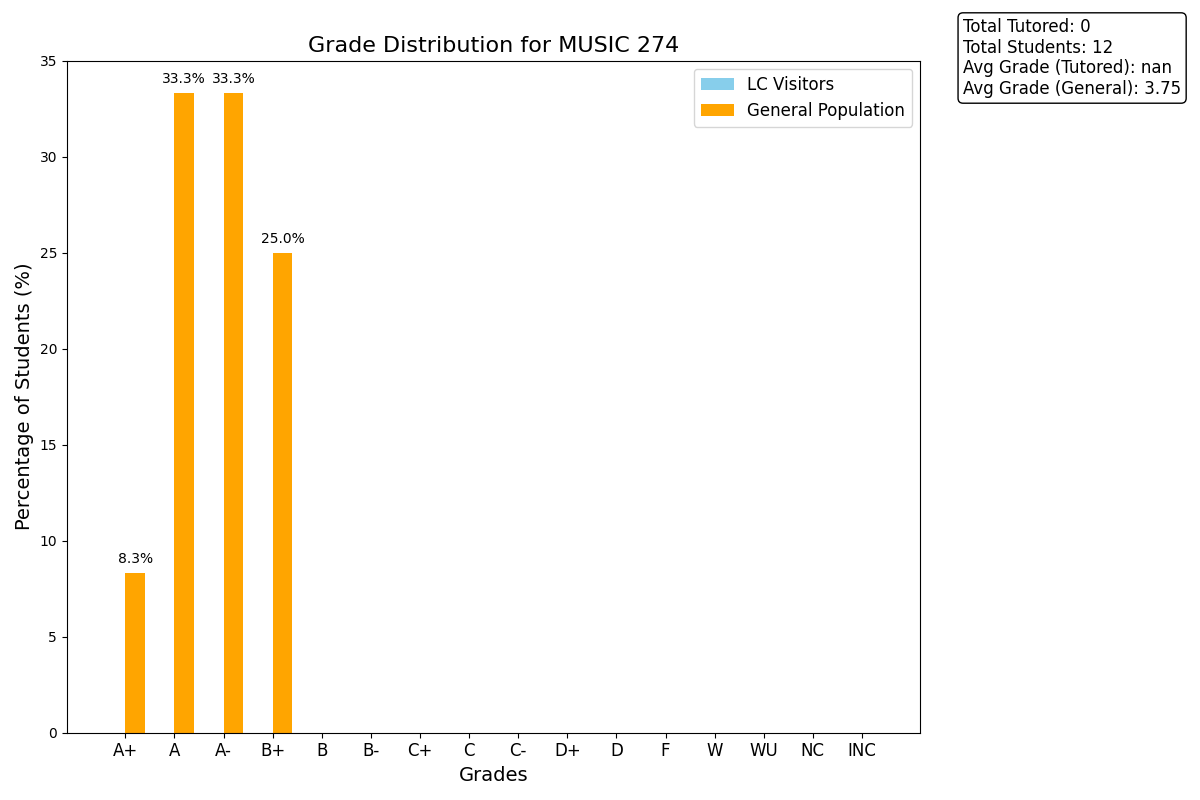 Grade Distribution for MUSIC 274
Total Tutored: 0
Total Students: 12
Avg Grade (Tutored): nan
Avg Grade (General): 3.75
LC Visitors
General Population
33.3%
33.3%
25.0%
8.3%
Percentage of Students (%)
35
30
25
20
15
10
5
0
A+ A A- B+ B B- C+ C C- D+ D F W WU NC INC
Grades